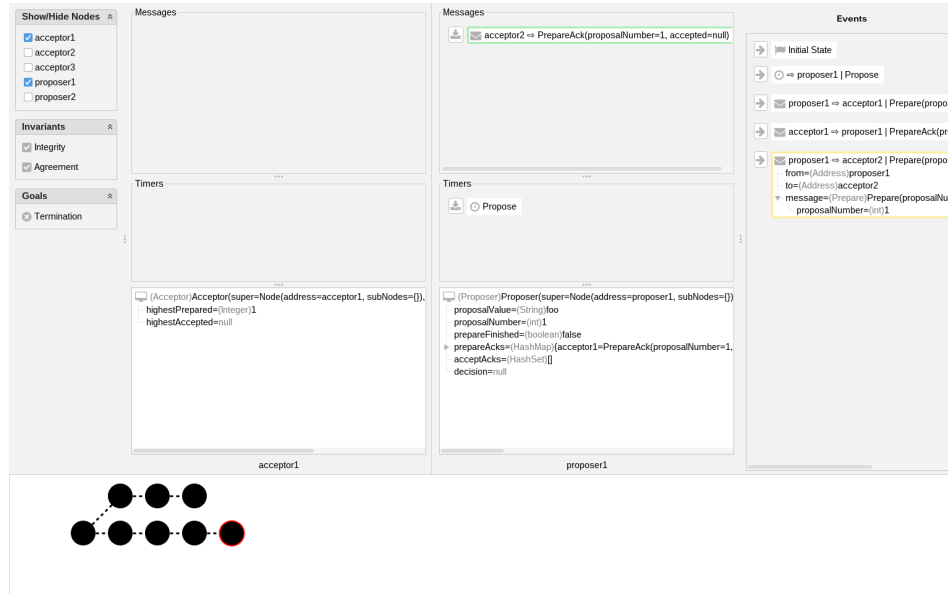 Show/Hide Nodes
acceptor1
acceptor2
acceptor3
proposer1
proposer2
Invariants
Integrity
Agreement
Goals
Termination
Messages
Timers
(Acceptor)Acceptor(super=Node(address=acceptor1, subNodes={}),
highestPrepared=(Integer)1
highestAccepted=null
acceptor1
Messages
acceptor2 ⇨ PrepareAck(proposalNumber=1, accepted=null)
Timers
Propose
(Proposer)Proposer(super=Node(address=proposer1, subNodes={})
proposalValue=(String)foo
proposalNumber=(int)1
prepareFinished=(boolean)false
prepareAcks=(HashMap){acceptor1=PrepareAck(proposalNumber=1,
acceptAcks=(HashSet)[]
decision=null
proposer1
Events
Initial State
⇨ proposer1 | Propose
proposer1 ⇨ acceptor1 | Prepare(propo
acceptor1 ⇨ proposer1 | PrepareAck(pr
proposer1 ⇨ acceptor2 | Prepare(propo
from=(Address)proposer1
to=(Address)acceptor2
message=(Prepare)Prepare(proposalNu
proposalNumber=(int)1